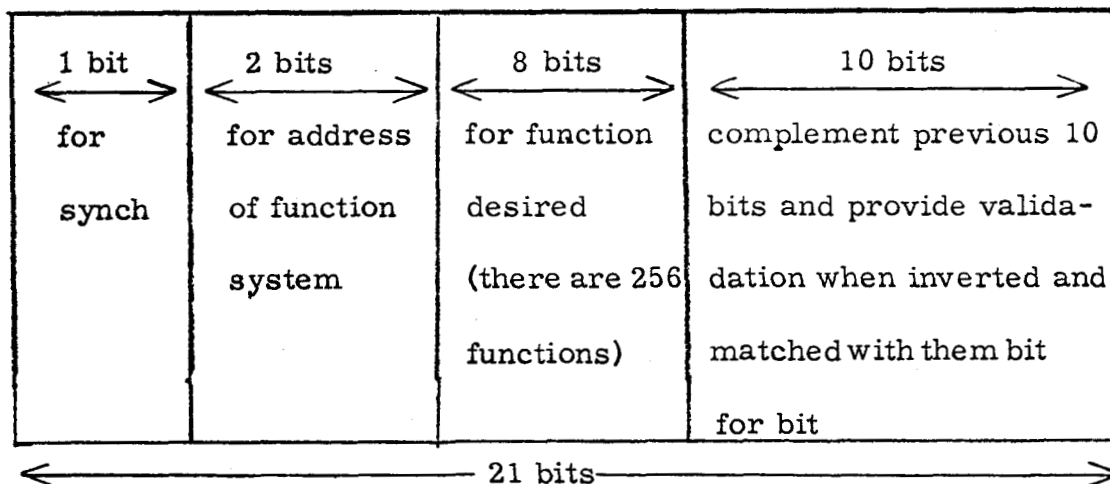 1 bit
for
synch
2 bits
for address
of function
system
8 bits
for function
desired
(there are 256
functions)
10 bits
complement previous 10
bits and provide valida-
dation when inverted and
matched with them bit
for bit
21 bits